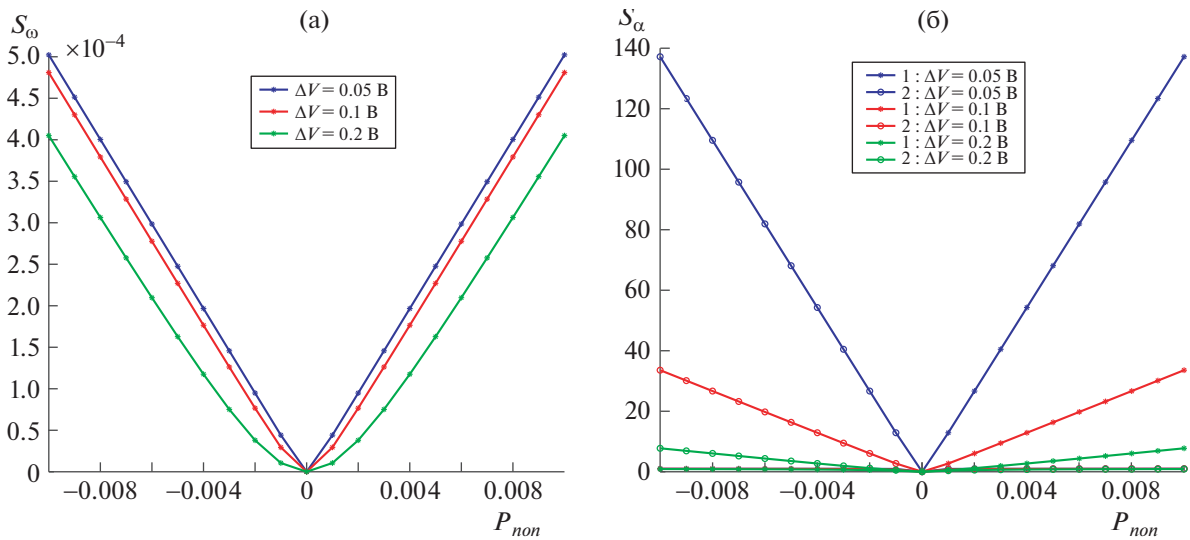 (а)
S_ω
×10⁻⁴
5.0
4.5
4.0
3.5
3.0
2.5
2.0
1.5
1.0
0.5
0
ΔV = 0.05 В
ΔV = 0.1 В
ΔV = 0.2 В
−0.008
−0.004
0
0.004
0.008
P_non
(б)
S_α
140
120
100
80
60
40
20
0
1 : ΔV = 0.05 В
2 : ΔV = 0.05 В
1 : ΔV = 0.1 В
2 : ΔV = 0.1 В
1 : ΔV = 0.2 В
2 : ΔV = 0.2 В
−0.008
−0.004
0
0.004
0.008
P_non